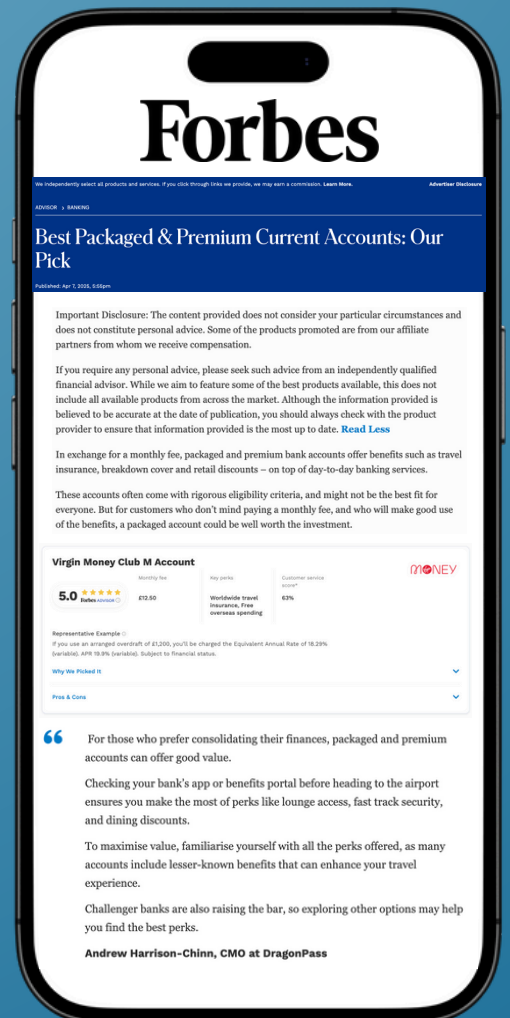 Forbes
We independently select all products and services. If you click through links we provide, we may earn a commission. Learn More.
Advertiser Disclosure
ADVISOR > BANKING
Best Packaged & Premium Current Accounts: Our
Pick
Published: Apr 7, 2025, 5:55pm
Important Disclosure: The content provided does not consider your particular circumstances and
does not constitute personal advice. Some of the products promoted are from our affiliate
partners from whom we receive compensation.
If you require any personal advice, please seek such advice from an independently qualified
financial advisor. While we aim to feature some of the best products available, this does not
include all available products from across the market. Although the information provided is
believed to be accurate at the date of publication, you should always check with the product
provider to ensure that information provided is the most up to date. Read Less
In exchange for a monthly fee, packaged and premium bank accounts offer benefits such as travel
insurance, breakdown cover and retail discounts – on top of day-to-day banking services.
These accounts often come with rigorous eligibility criteria, and might not be the best fit for
everyone. But for customers who don't mind paying a monthly fee, and who will make good use
of the benefits, a packaged account could be well worth the investment.
Virgin Money Club M Account
MONEY
5.0
Forbes ADVISOR
Monthly fee
£12.50
Key perks
Worldwide travel
insurance, Free
overseas spending
Customer service
score*
63%
Representative Example
If you use an arranged overdraft of £1,200, you'll be charged the Equivalent Annual Rate of 18.29%
(variable). APR 19.9% (variable). Subject to financial status.
Why We Picked It
Pros & Cons
“ For those who prefer consolidating their finances, packaged and premium
accounts can offer good value.
Checking your bank's app or benefits portal before heading to the airport
ensures you make the most of perks like lounge access, fast track security,
and dining discounts.
To maximise value, familiarise yourself with all the perks offered, as many
accounts include lesser-known benefits that can enhance your travel
experience.
Challenger banks are also raising the bar, so exploring other options may help
you find the best perks.
Andrew Harrison-Chinn, CMO at DragonPass